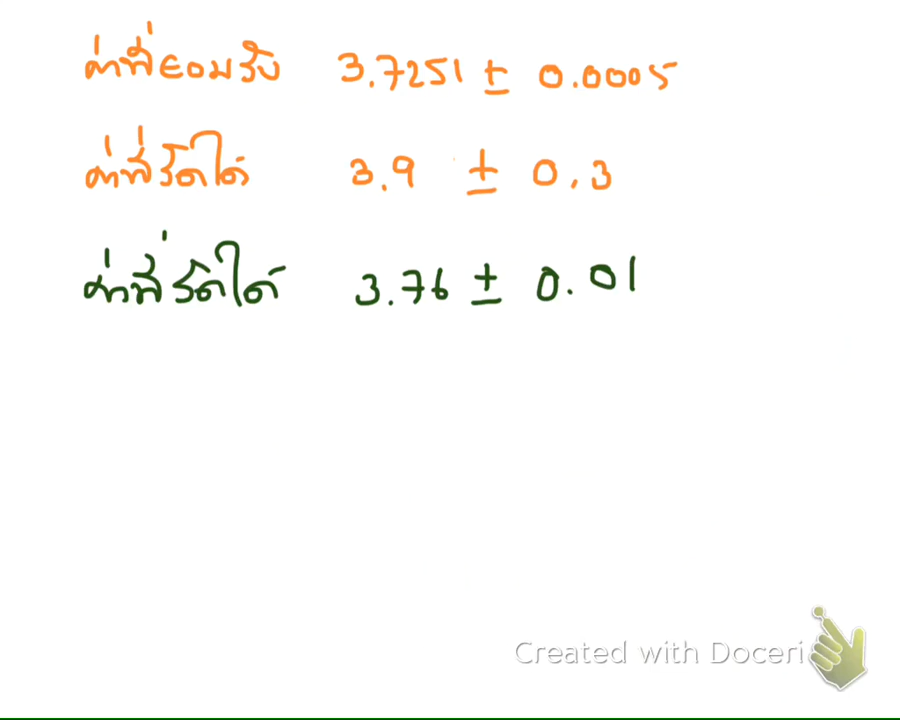 ค่าที่ยอมรับ 3.7251 ± 0.0005
ค่าที่วัดได้ 3.9 ± 0.3
ค่าที่วัดได้ 3.76 ± 0.01
Created with Doceri